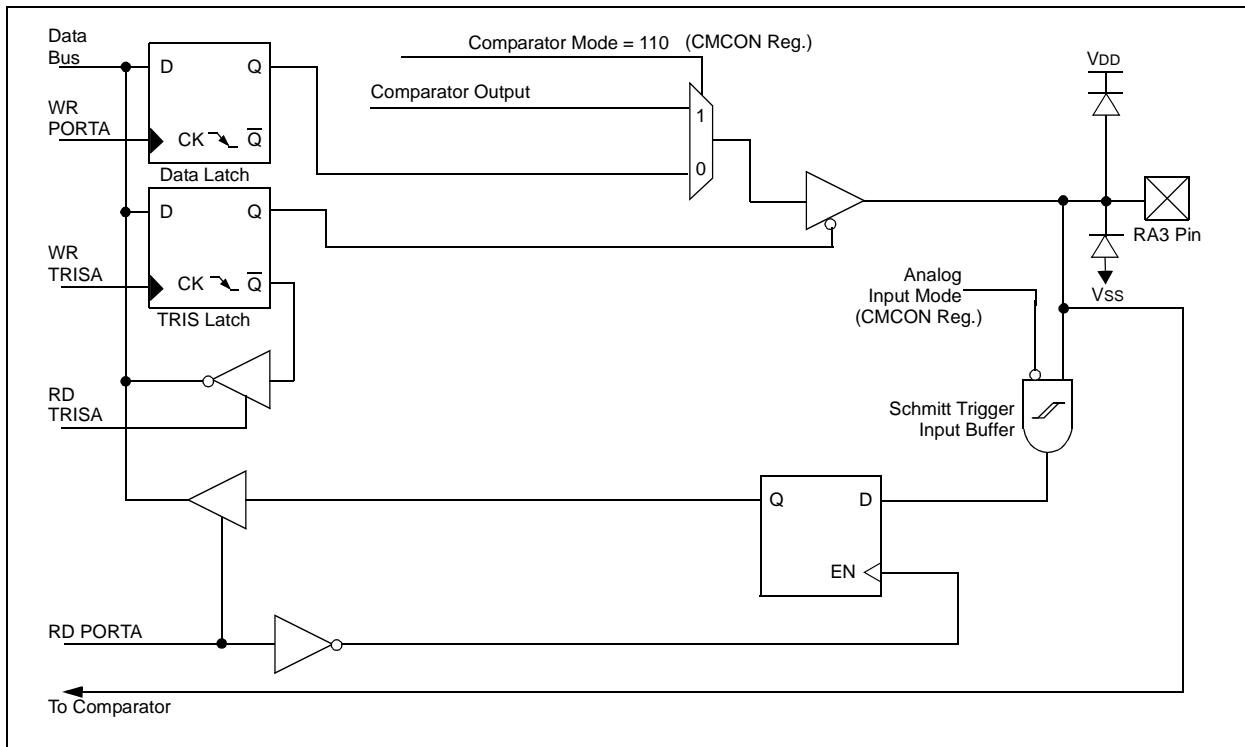 Data
Bus
D
Q
WR
PORTA
CK
Q
Data Latch
Comparator Mode = 110 (CMCON Reg.)
Comparator Output
1
0
VDD
RA3 Pin
VSS
D
Q
WR
TRISA
CK
Q
TRIS Latch
Analog
Input Mode
(CMCON Reg.)
RD
TRISA
Schmitt Trigger
Input Buffer
Q
D
EN
RD PORTA
To Comparator